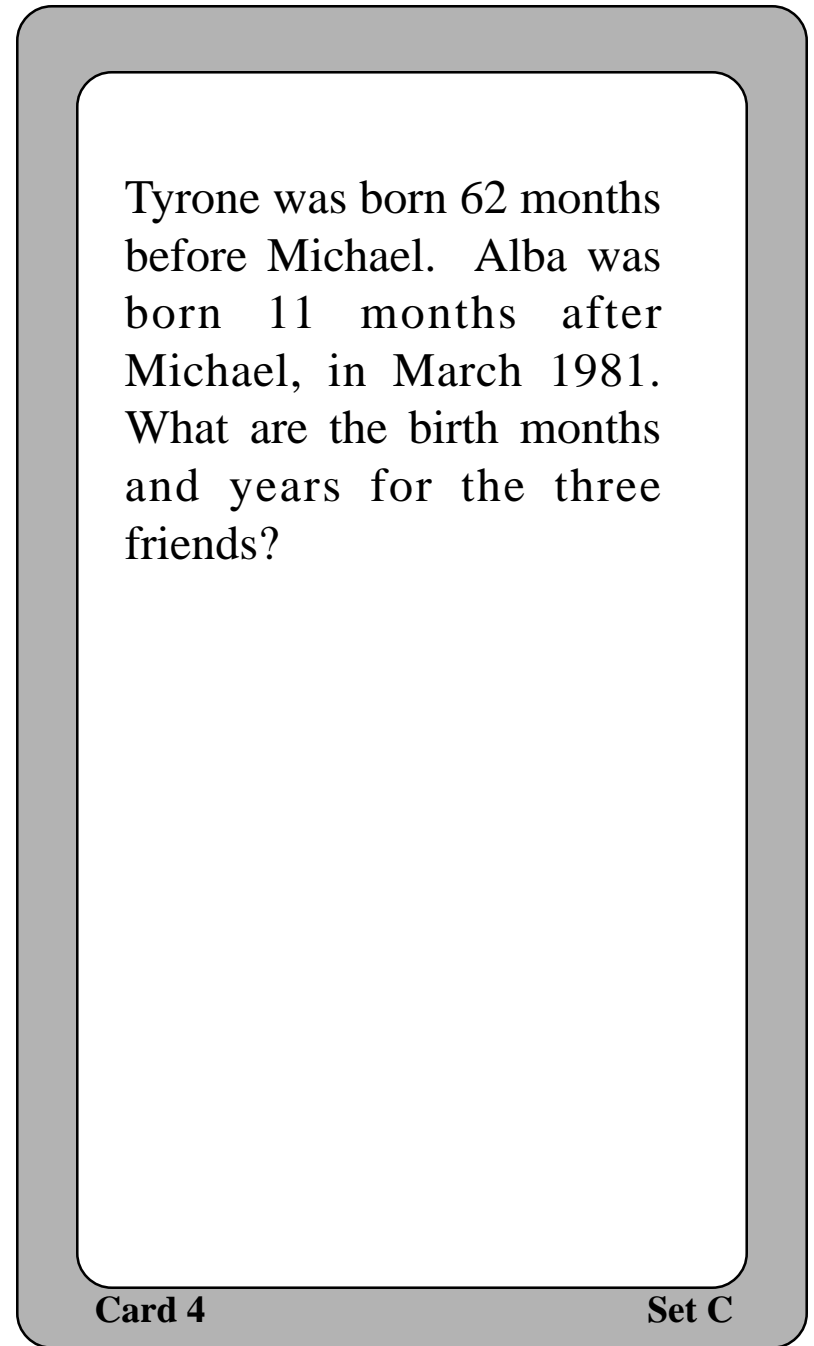 Tyrone was born 62 months
before Michael. Alba was
born 11 months after
Michael, in March 1981.
What are the birth months
and years for the three
friends?
Card 4
Set C